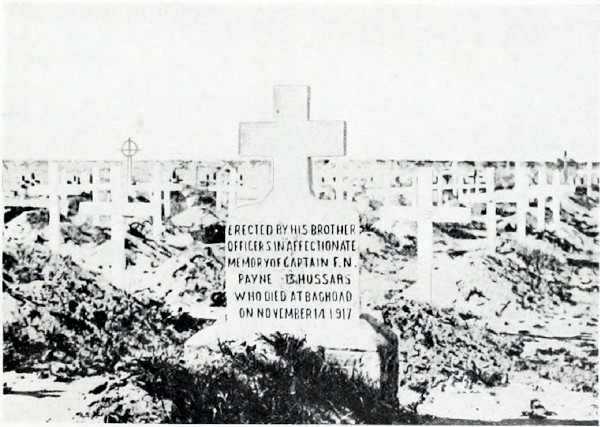 ERECTED BY HIS BROTHER
OFFICERS IN AFFECTIONATE
MEMORY OF CAPTAIN F.N.
PAYNE 13.HUSSARS
WHO DIED AT BAGHDAD
ON NOVEMBER 14 1917